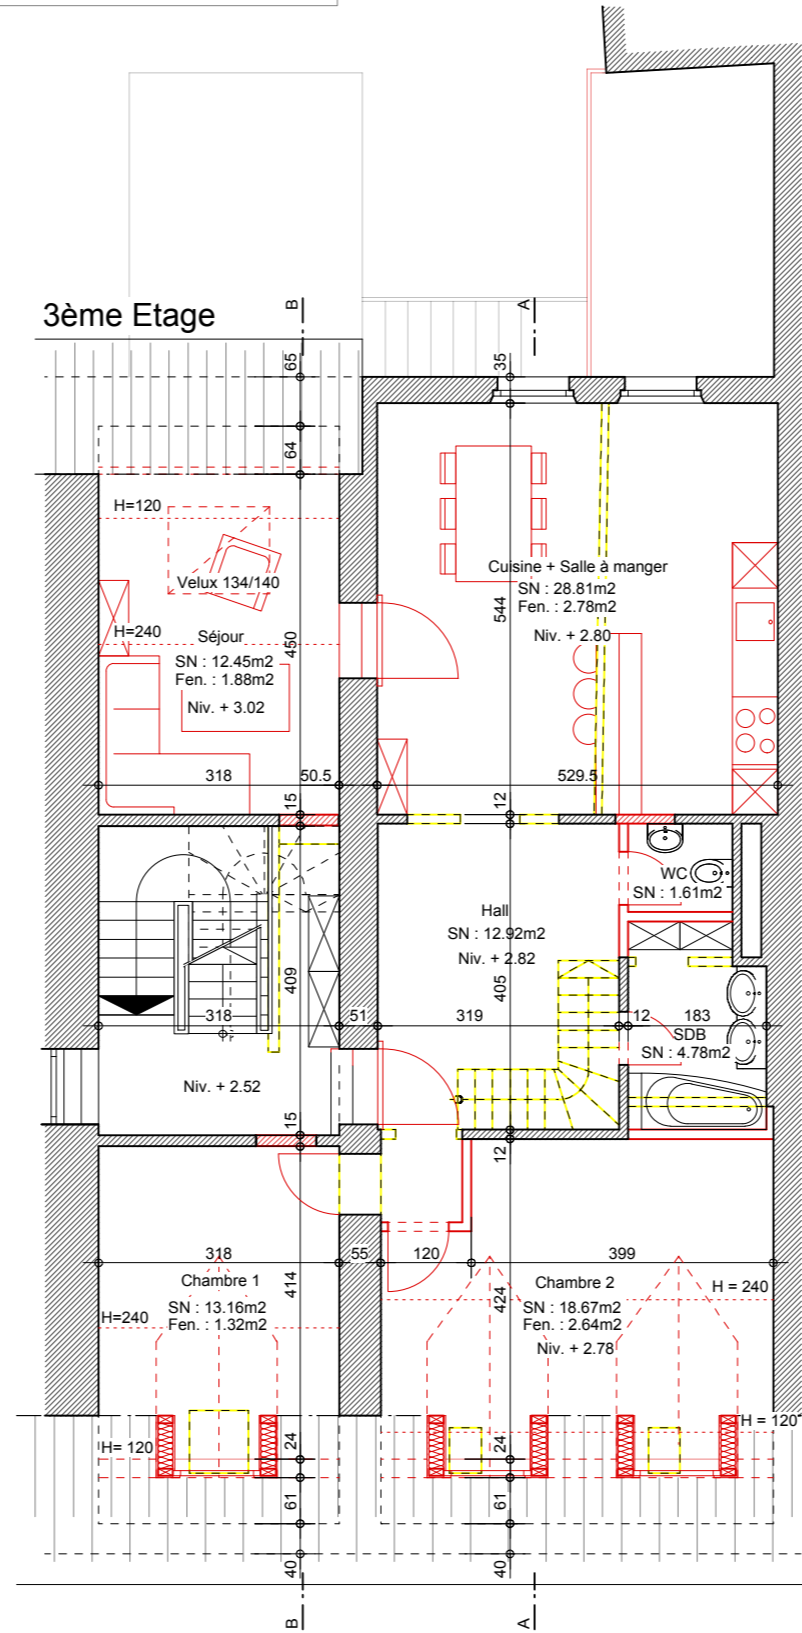 3ème Etage
B
A
65
35
64
H=120
Velux 134/140
H=240
Séjour
SN : 12.45m2
Fen. : 1.88m2
Niv. + 3.02
450
Cuisine + Salle à manger
SN : 28.81m2
Fen. : 2.78m2
Niv. + 2.80
544
318
50.5
529.5
15
12
WC
SN : 1.61m2
Hall
SN : 12.92m2
Niv. + 2.82
409
405
318
51
319
12
183
SDB
SN : 4.78m2
Niv. + 2.52
15
12
318
55
120
399
Chambre 1
SN : 13.16m2
Fen. : 1.32m2
414
H=240
Chambre 2
SN : 18.67m2
Fen. : 2.64m2
Niv. + 2.78
424
H = 240
H= 120
H = 120
24
24
61
61
40
40
B
A